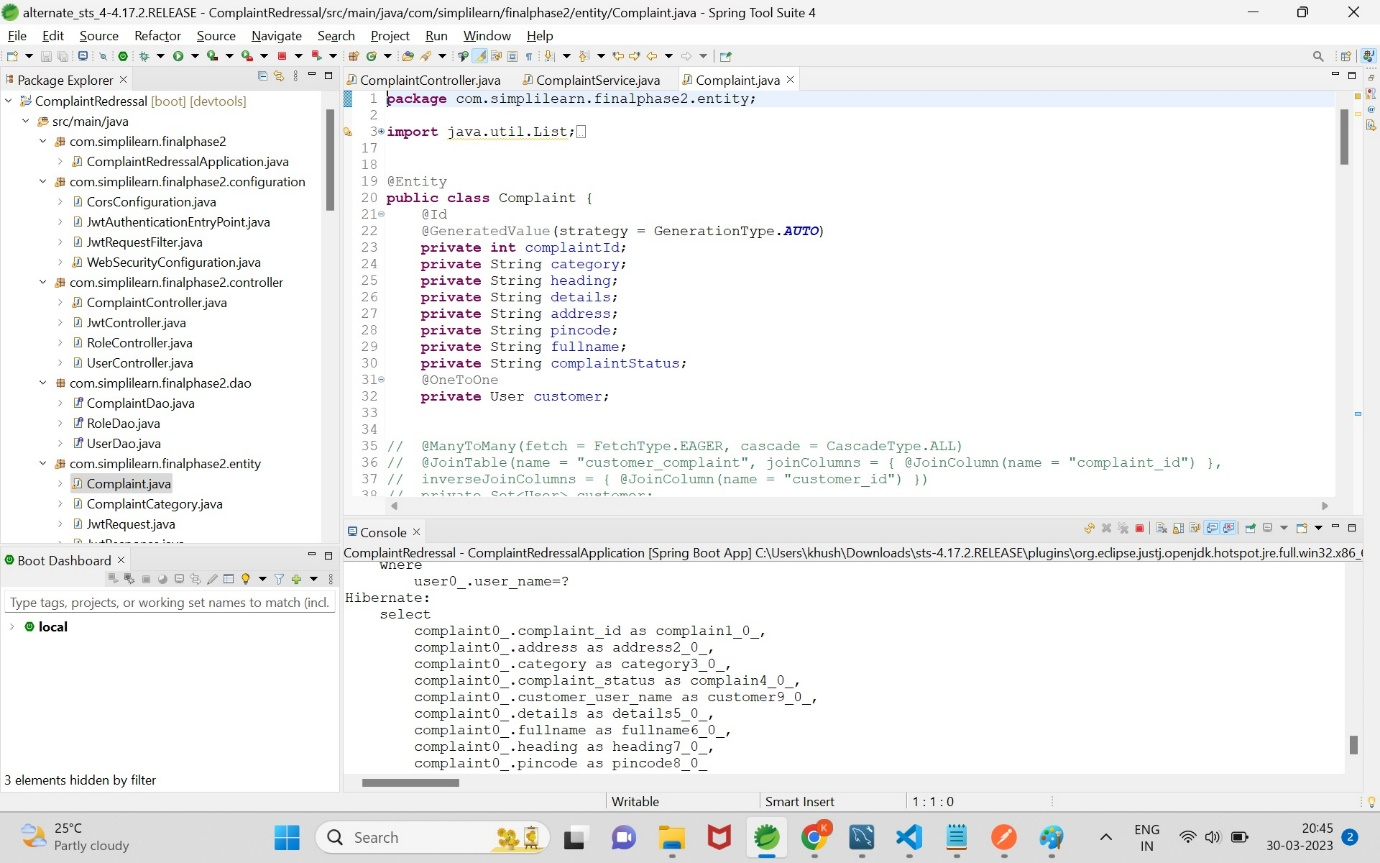 alternate_sts_4-4.17.2.RELEASE - ComplaintRedressal/src/main/java/com/simplilearn/finalphase2/entity/Complaint.java - Spring Tool Suite 4
File Edit Source Refactor Source Navigate Search Project Run Window Help
Package Explorer
ComplaintRedressal [boot] [devtools]
src/main/java
com.simplilearn.finalphase2
ComplaintRedressalApplication.java
com.simplilearn.finalphase2.configuration
CorsConfiguration.java
JwtAuthenticationEntryPoint.java
JwtRequestFilter.java
WebSecurityConfiguration.java
com.simplilearn.finalphase2.controller
ComplaintController.java
JwtController.java
RoleController.java
UserController.java
com.simplilearn.finalphase2.dao
ComplaintDao.java
RoleDao.java
UserDao.java
com.simplilearn.finalphase2.entity
Complaint.java
ComplaintCategory.java
JwtRequest.java
JwtResponse.java
Boot Dashboard
Type tags, projects, or working set names to match (incl.
local
3 elements hidden by filter
ComplaintController.java ComplaintService.java Complaint.java
1 package com.simplilearn.finalphase2.entity;
2
3 import java.util.List;
17
18
19 @Entity
20 public class Complaint {
21 @Id
22 @GeneratedValue(strategy = GenerationType.AUTO)
23 private int complaintId;
24 private String category;
25 private String heading;
26 private String details;
27 private String address;
28 private String pincode;
29 private String fullname;
30 private String complaintStatus;
31 @OneToOne
32 private User customer;
33
34
35 // @ManyToMany(fetch = FetchType.EAGER, cascade = CascadeType.ALL)
36 // @JoinTable(name = "customer_complaint", joinColumns = { @JoinColumn(name = "complaint_id") },
37 // inverseJoinColumns = { @JoinColumn(name = "customer_id") })
38 // private Set<User> customer;
Console
ComplaintRedressal - ComplaintRedressalApplication [Spring Boot App] C:\Users\khush\Downloads\sts-4.17.2.RELEASE\plugins\org.eclipse.justj.openjdk.hotspot.jre.full.win32.x86_6
where
user0_.user_name=?
Hibernate:
select
complaint0_.complaint_id as complain1_0_,
complaint0_.address as address2_0_,
complaint0_.category as category3_0_,
complaint0_.complaint_status as complain4_0_,
complaint0_.customer_user_name as customer9_0_,
complaint0_.details as details5_0_,
complaint0_.fullname as fullname6_0_,
complaint0_.heading as heading7_0_,
complaint0_.pincode as pincode8_0_
Writable Smart Insert 1 : 1 : 0
25°C
Partly cloudy
Search
K
ENG
IN
20:45
30-03-2023
2